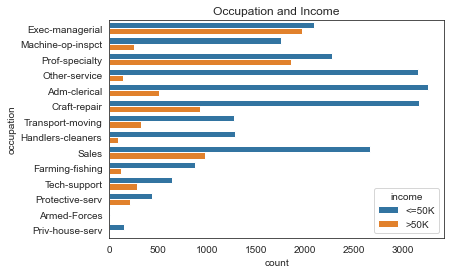 Occupation and Income
Exec-managerial
Machine-op-inspct
Prof-specialty
Other-service
Adm-clerical
Craft-repair
Transport-moving
Handlers-cleaners
Sales
Farming-fishing
Tech-support
Protective-serv
Armed-Forces
Priv-house-serv
occupation
income
<=50K
>50K
0 500 1000 1500 2000 2500 3000
count